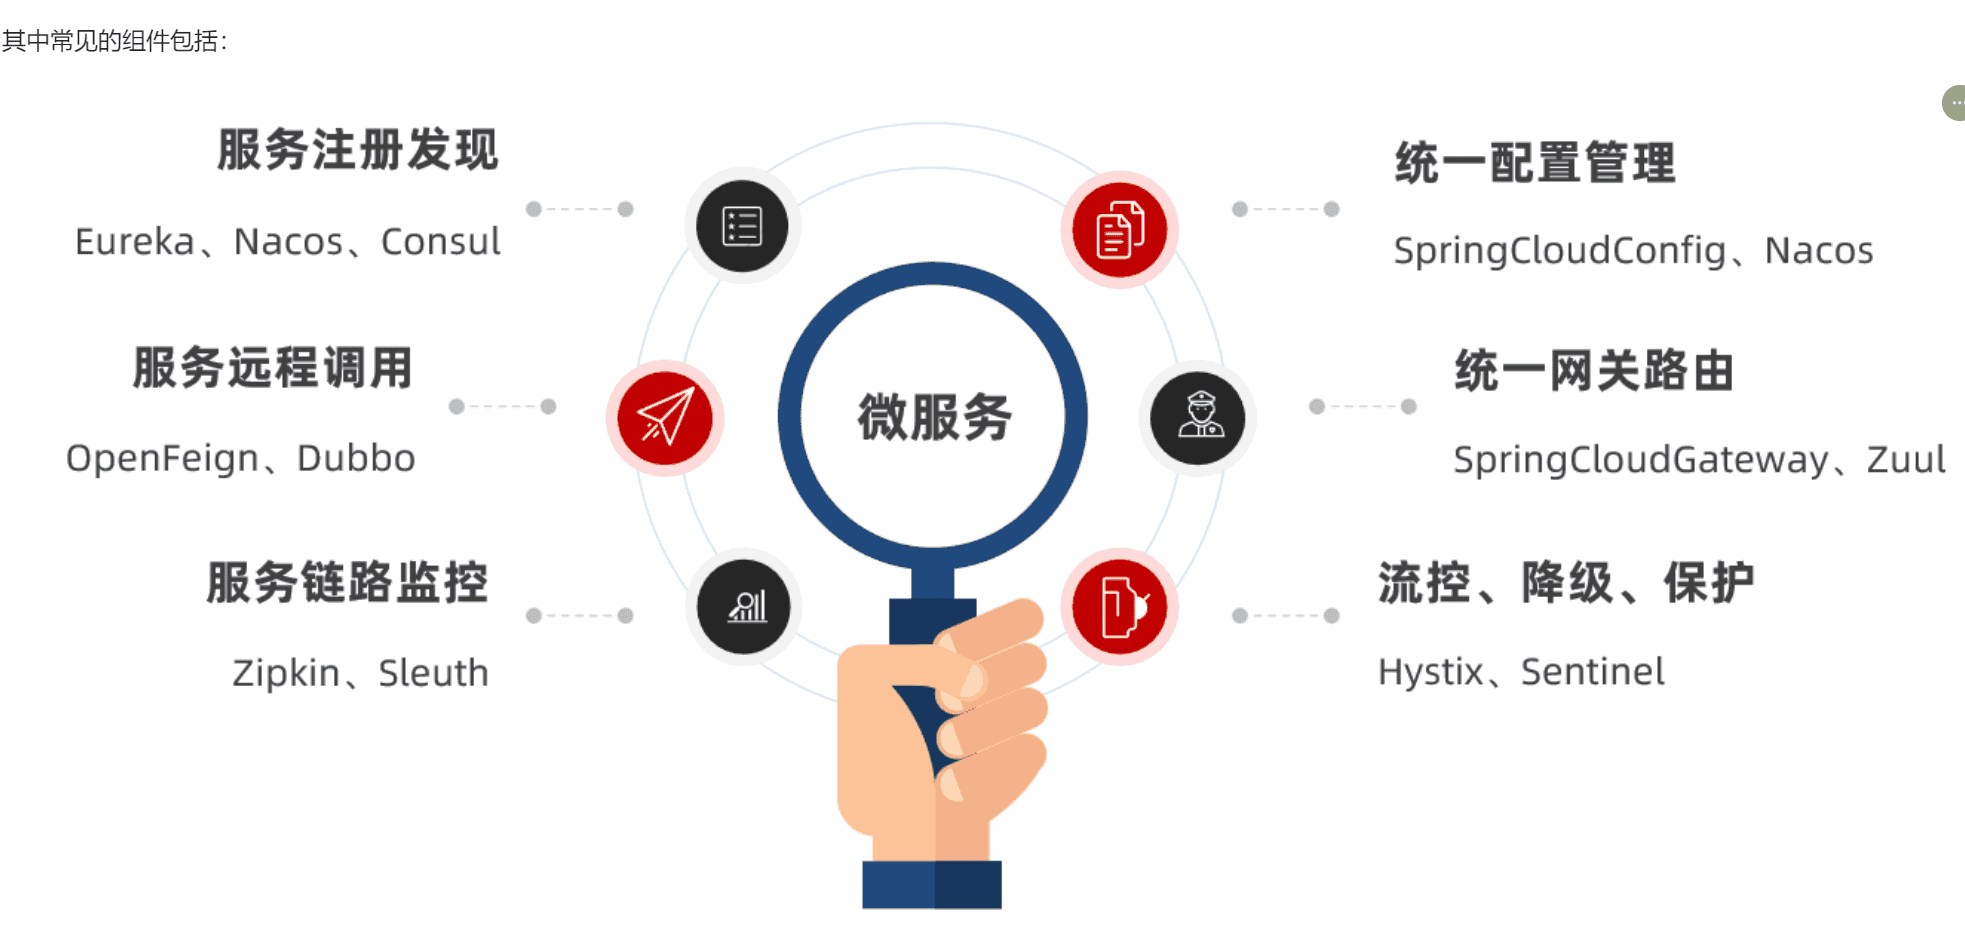 其中常见的组件包括：
服务注册发现
Eureka、Nacos、Consul
服务远程调用
OpenFeign、Dubbo
服务链路监控
Zipkin、Sleuth
微服务
统一配置管理
SpringCloudConfig、Nacos
统一网关路由
SpringCloudGateway、Zuul
流控、降级、保护
Hystix、Sentinel